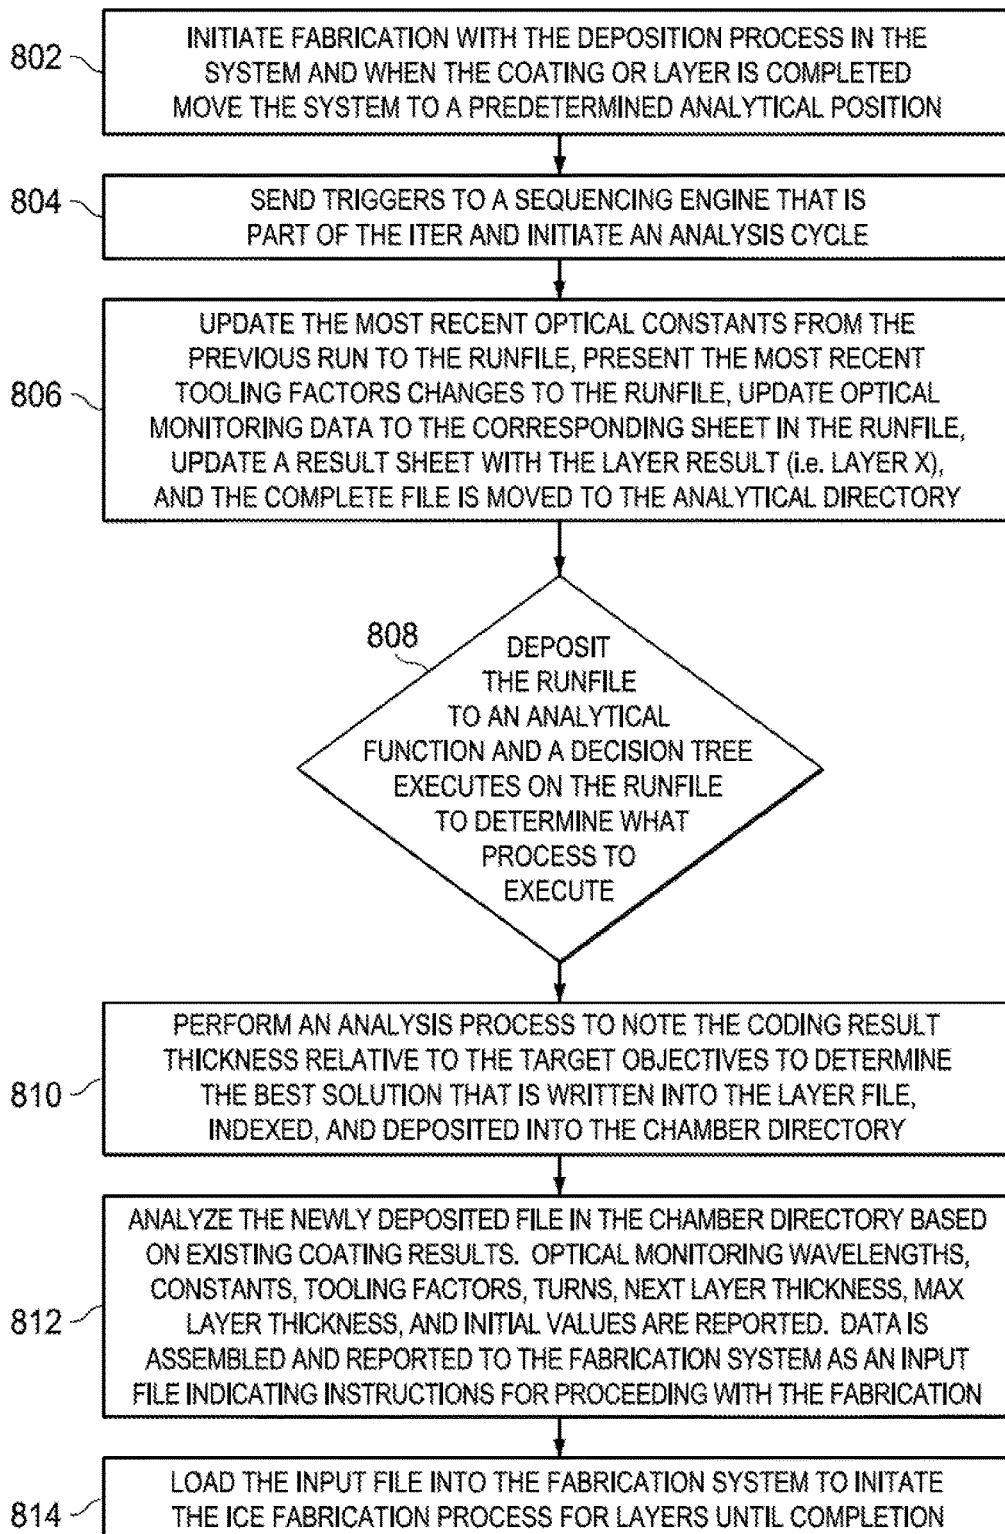 802
INITIATE FABRICATION WITH THE DEPOSITION PROCESS IN THE
SYSTEM AND WHEN THE COATING OR LAYER IS COMPLETED
MOVE THE SYSTEM TO A PREDETERMINED ANALYTICAL POSITION
804
SEND TRIGGERS TO A SEQUENCING ENGINE THAT IS
PART OF THE ITER AND INITIATE AN ANALYSIS CYCLE
806
UPDATE THE MOST RECENT OPTICAL CONSTANTS FROM THE
PREVIOUS RUN TO THE RUNFILE, PRESENT THE MOST RECENT
TOOLING FACTORS CHANGES TO THE RUNFILE, UPDATE OPTICAL
MONITORING DATA TO THE CORRESPONDING SHEET IN THE RUNFILE,
UPDATE A RESULT SHEET WITH THE LAYER RESULT (i.e. LAYER X),
AND THE COMPLETE FILE IS MOVED TO THE ANALYTICAL DIRECTORY
808
DEPOSIT
THE RUNFILE
TO AN ANALYTICAL
FUNCTION AND A DECISION TREE
EXECUTES ON THE RUNFILE
TO DETERMINE WHAT
PROCESS TO
EXECUTE
810
PERFORM AN ANALYSIS PROCESS TO NOTE THE CODING RESULT
THICKNESS RELATIVE TO THE TARGET OBJECTIVES TO DETERMINE
THE BEST SOLUTION THAT IS WRITTEN INTO THE LAYER FILE,
INDEXED, AND DEPOSITED INTO THE CHAMBER DIRECTORY
812
ANALYZE THE NEWLY DEPOSITED FILE IN THE CHAMBER DIRECTORY BASED
ON EXISTING COATING RESULTS. OPTICAL MONITORING WAVELENGTHS,
CONSTANTS, TOOLING FACTORS, TURNS, NEXT LAYER THICKNESS, MAX
LAYER THICKNESS, AND INITIAL VALUES ARE REPORTED. DATA IS
ASSEMBLED AND REPORTED TO THE FABRICATION SYSTEM AS AN INPUT
FILE INDICATING INSTRUCTIONS FOR PROCEEDING WITH THE FABRICATION
814
LOAD THE INPUT FILE INTO THE FABRICATION SYSTEM TO INITATE
THE ICE FABRICATION PROCESS FOR LAYERS UNTIL COMPLETION